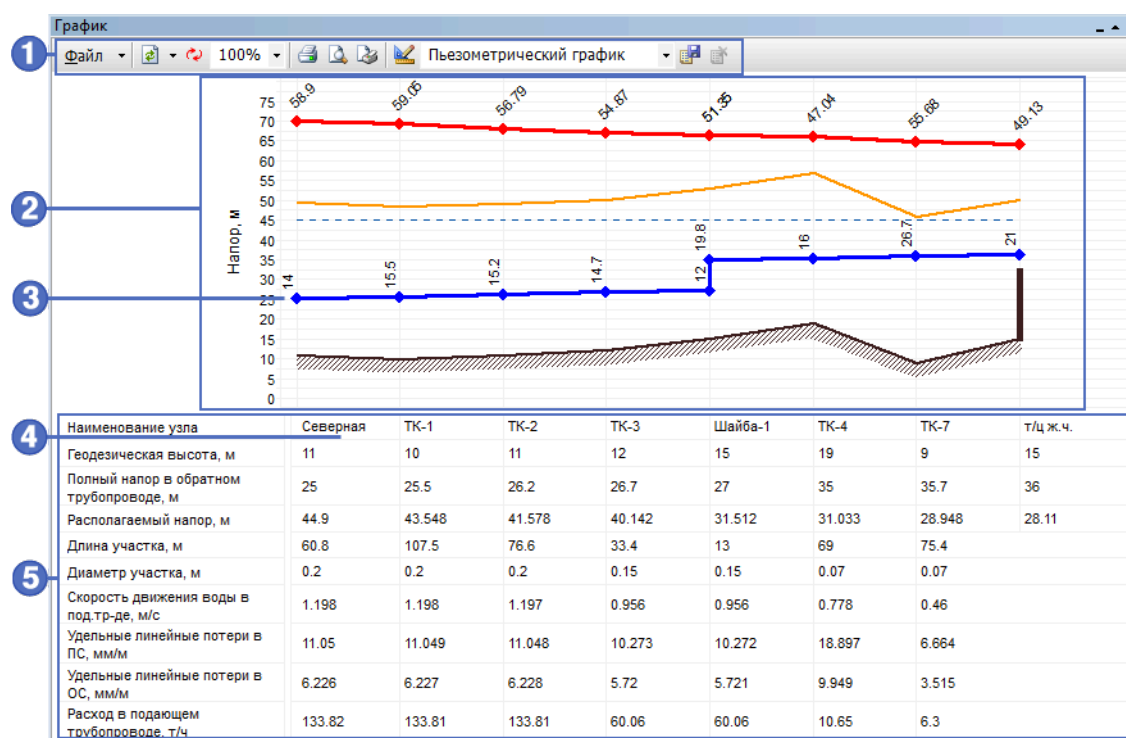 График
1
Файл 100% Пьезометрический график
2
3
4
5
Напор, м
75
70
65
60
55
50
45
40
35
30
25
20
15
10
5
0
58.9 59.05 56.79 54.87 51.35 47.04 55.68 49.13
14 15.5 15.2 14.7 12 19.8 16 26.7 21
Наименование узла Северная ТК-1 ТК-2 ТК-3 Шайба-1 ТК-4 ТК-7 т/ц ж.ч.
Геодезическая высота, м 11 10 11 12 15 19 9 15
Полный напор в обратном
трубопроводе, м 25 25.5 26.2 26.7 27 35 35.7 36
Располагаемый напор, м 44.9 43.548 41.578 40.142 31.512 31.033 28.948 28.11
Длина участка, м 60.8 107.5 76.6 33.4 13 69 75.4
Диаметр участка, м 0.2 0.2 0.2 0.15 0.15 0.07 0.07
Скорость движения воды в
под.тр-де, м/с 1.198 1.198 1.197 0.956 0.956 0.778 0.46
Удельные линейные потери в
ПС, мм/м 11.05 11.049 11.048 10.273 10.272 18.897 6.664
Удельные линейные потери в
ОС, мм/м 6.226 6.227 6.228 5.72 5.721 9.949 3.515
Расход в подающем
трубопроводе, т/ч 133.82 133.81 133.81 60.06 60.06 10.65 6.3